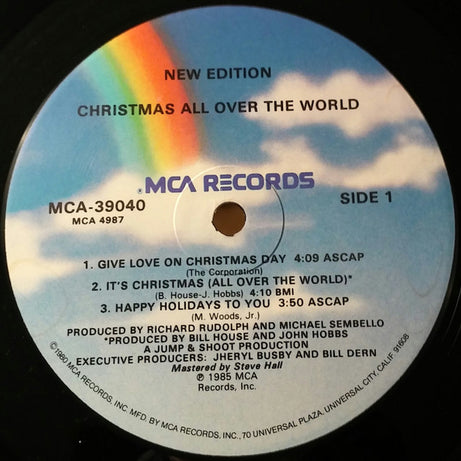 NEW EDITION
CHRISTMAS ALL OVER THE WORLD
MCA RECORDS
MCA-39040
MCA 4987
SIDE 1
1. GIVE LOVE ON CHRISTMAS DAY 4:09 ASCAP
(The Corporation)
2. IT'S CHRISTMAS (ALL OVER THE WORLD)*
(B. House-J. Hobbs) 4:10 BMI
3. HAPPY HOLIDAYS TO YOU 3:50 ASCAP
(M. Woods, Jr.)
PRODUCED BY RICHARD RUDOLPH AND MICHAEL SEMBELLO
*PRODUCED BY BILL HOUSE AND JOHN HOBBS
A JUMP & SHOOT PRODUCTION
EXECUTIVE PRODUCERS: JHERYL BUSBY AND BILL DERN
Mastered by Steve Hall
℗ 1985 MCA
Records, Inc.
©1980 MCA RECORDS, INC. MFD. BY MCA RECORDS, INC., 70 UNIVERSAL PLAZA, UNIVERSAL CITY, CALIF. 91608